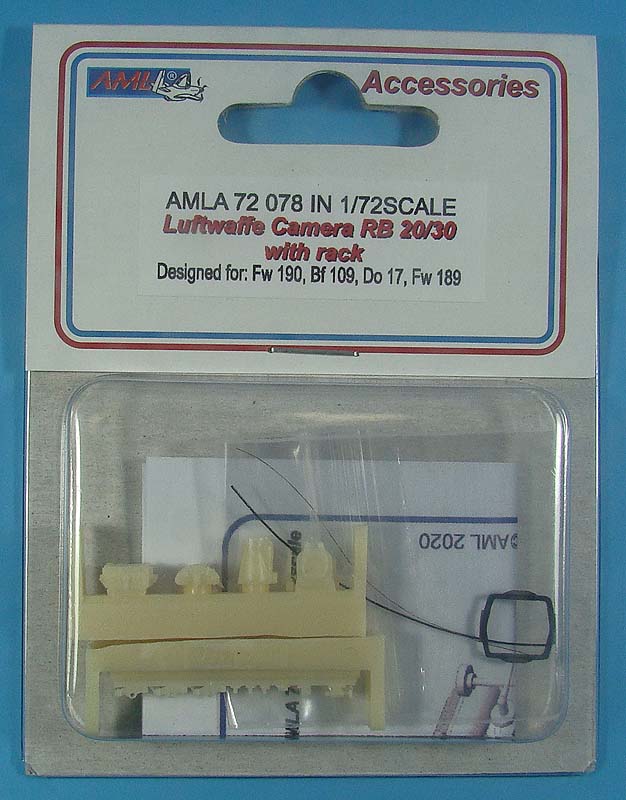 AML ®
Accessories
AMLA 72 078 IN 1/72SCALE
Luftwaffe Camera RB 20/30
with rack
Designed for: Fw 190, Bf 109, Do 17, Fw 189
©AML 2020